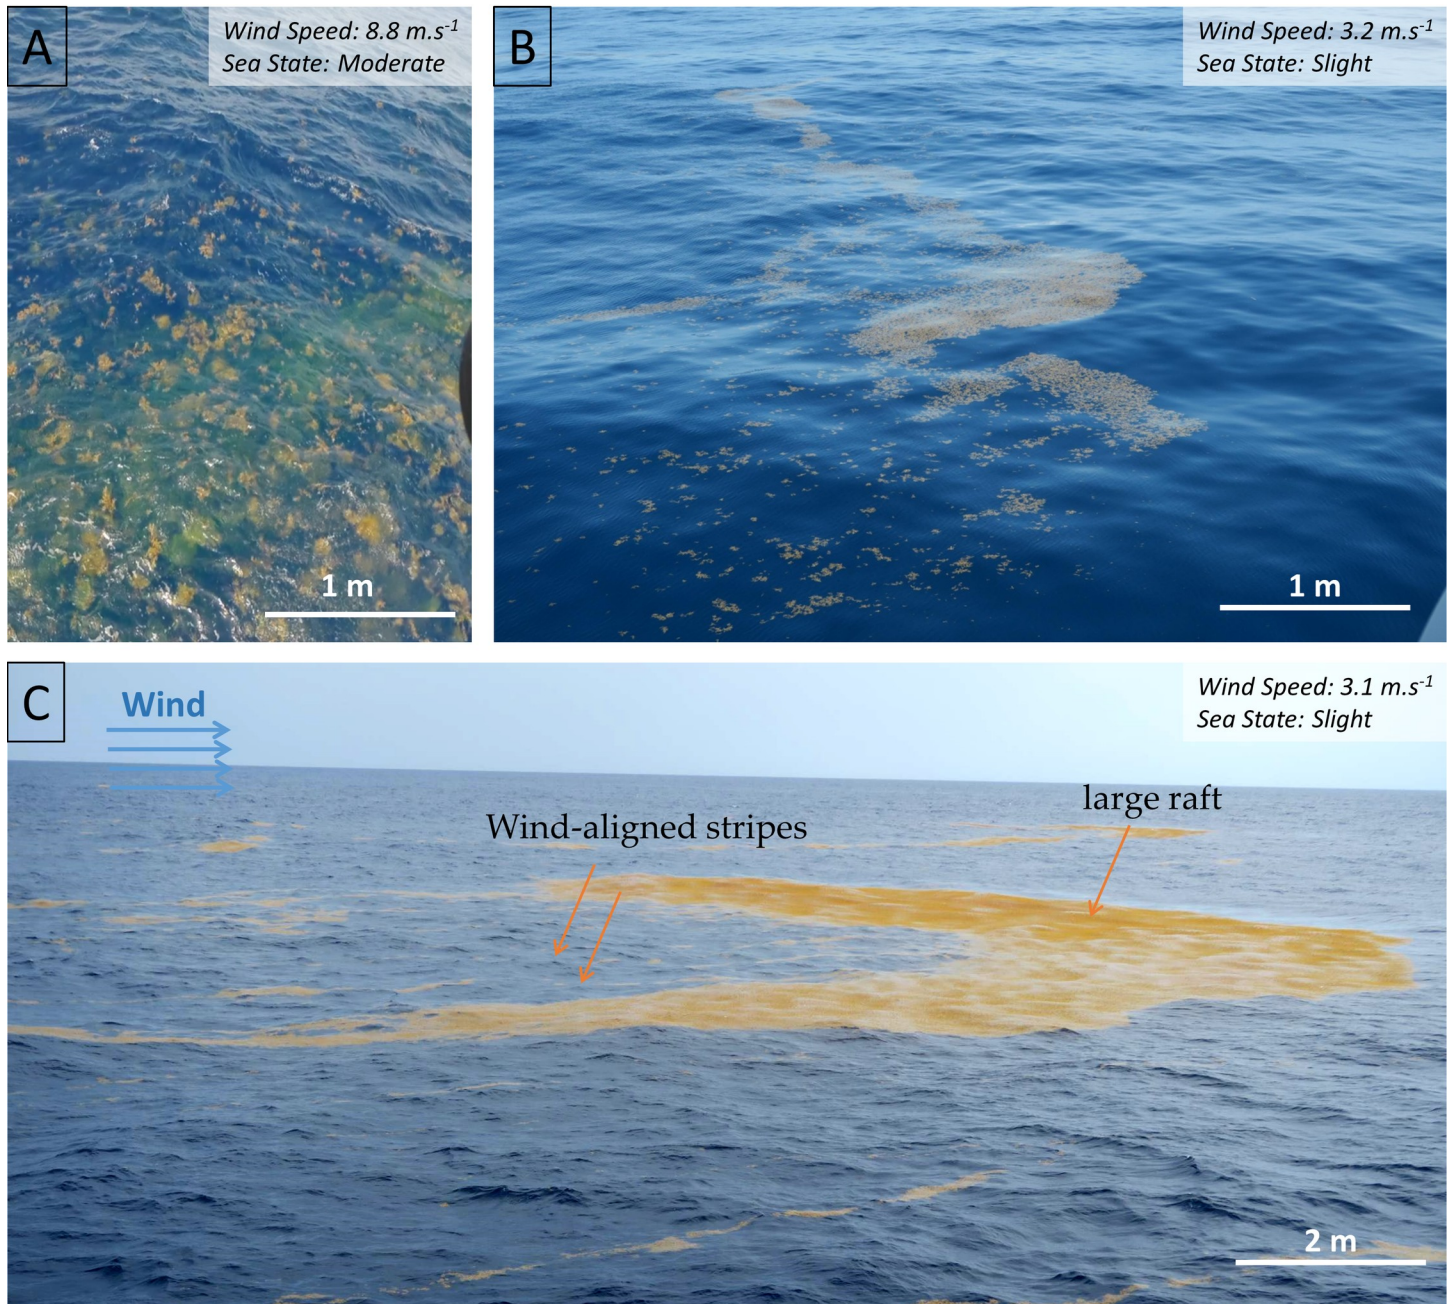 A
Wind Speed: 8.8 m.s⁻¹
Sea State: Moderate
1 m
B
Wind Speed: 3.2 m.s⁻¹
Sea State: Slight
1 m
C
Wind
Wind Speed: 3.1 m.s⁻¹
Sea State: Slight
Wind-aligned stripes
large raft
2 m